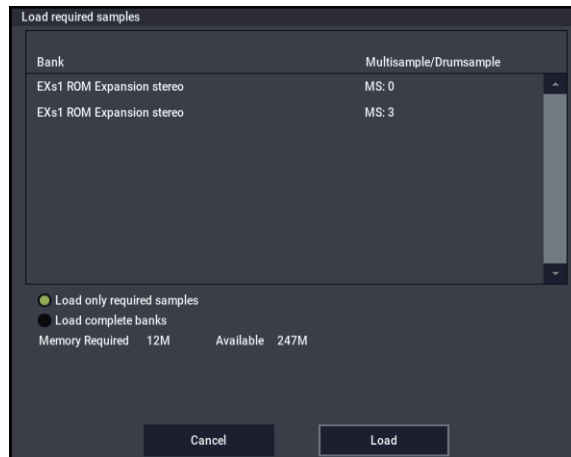 Load required samples
Bank Multisample/Drumsample
EXs1 ROM Expansion stereo MS: 0
EXs1 ROM Expansion stereo MS: 3
Load only required samples
Load complete banks
Memory Required 12M Available 247M
Cancel Load